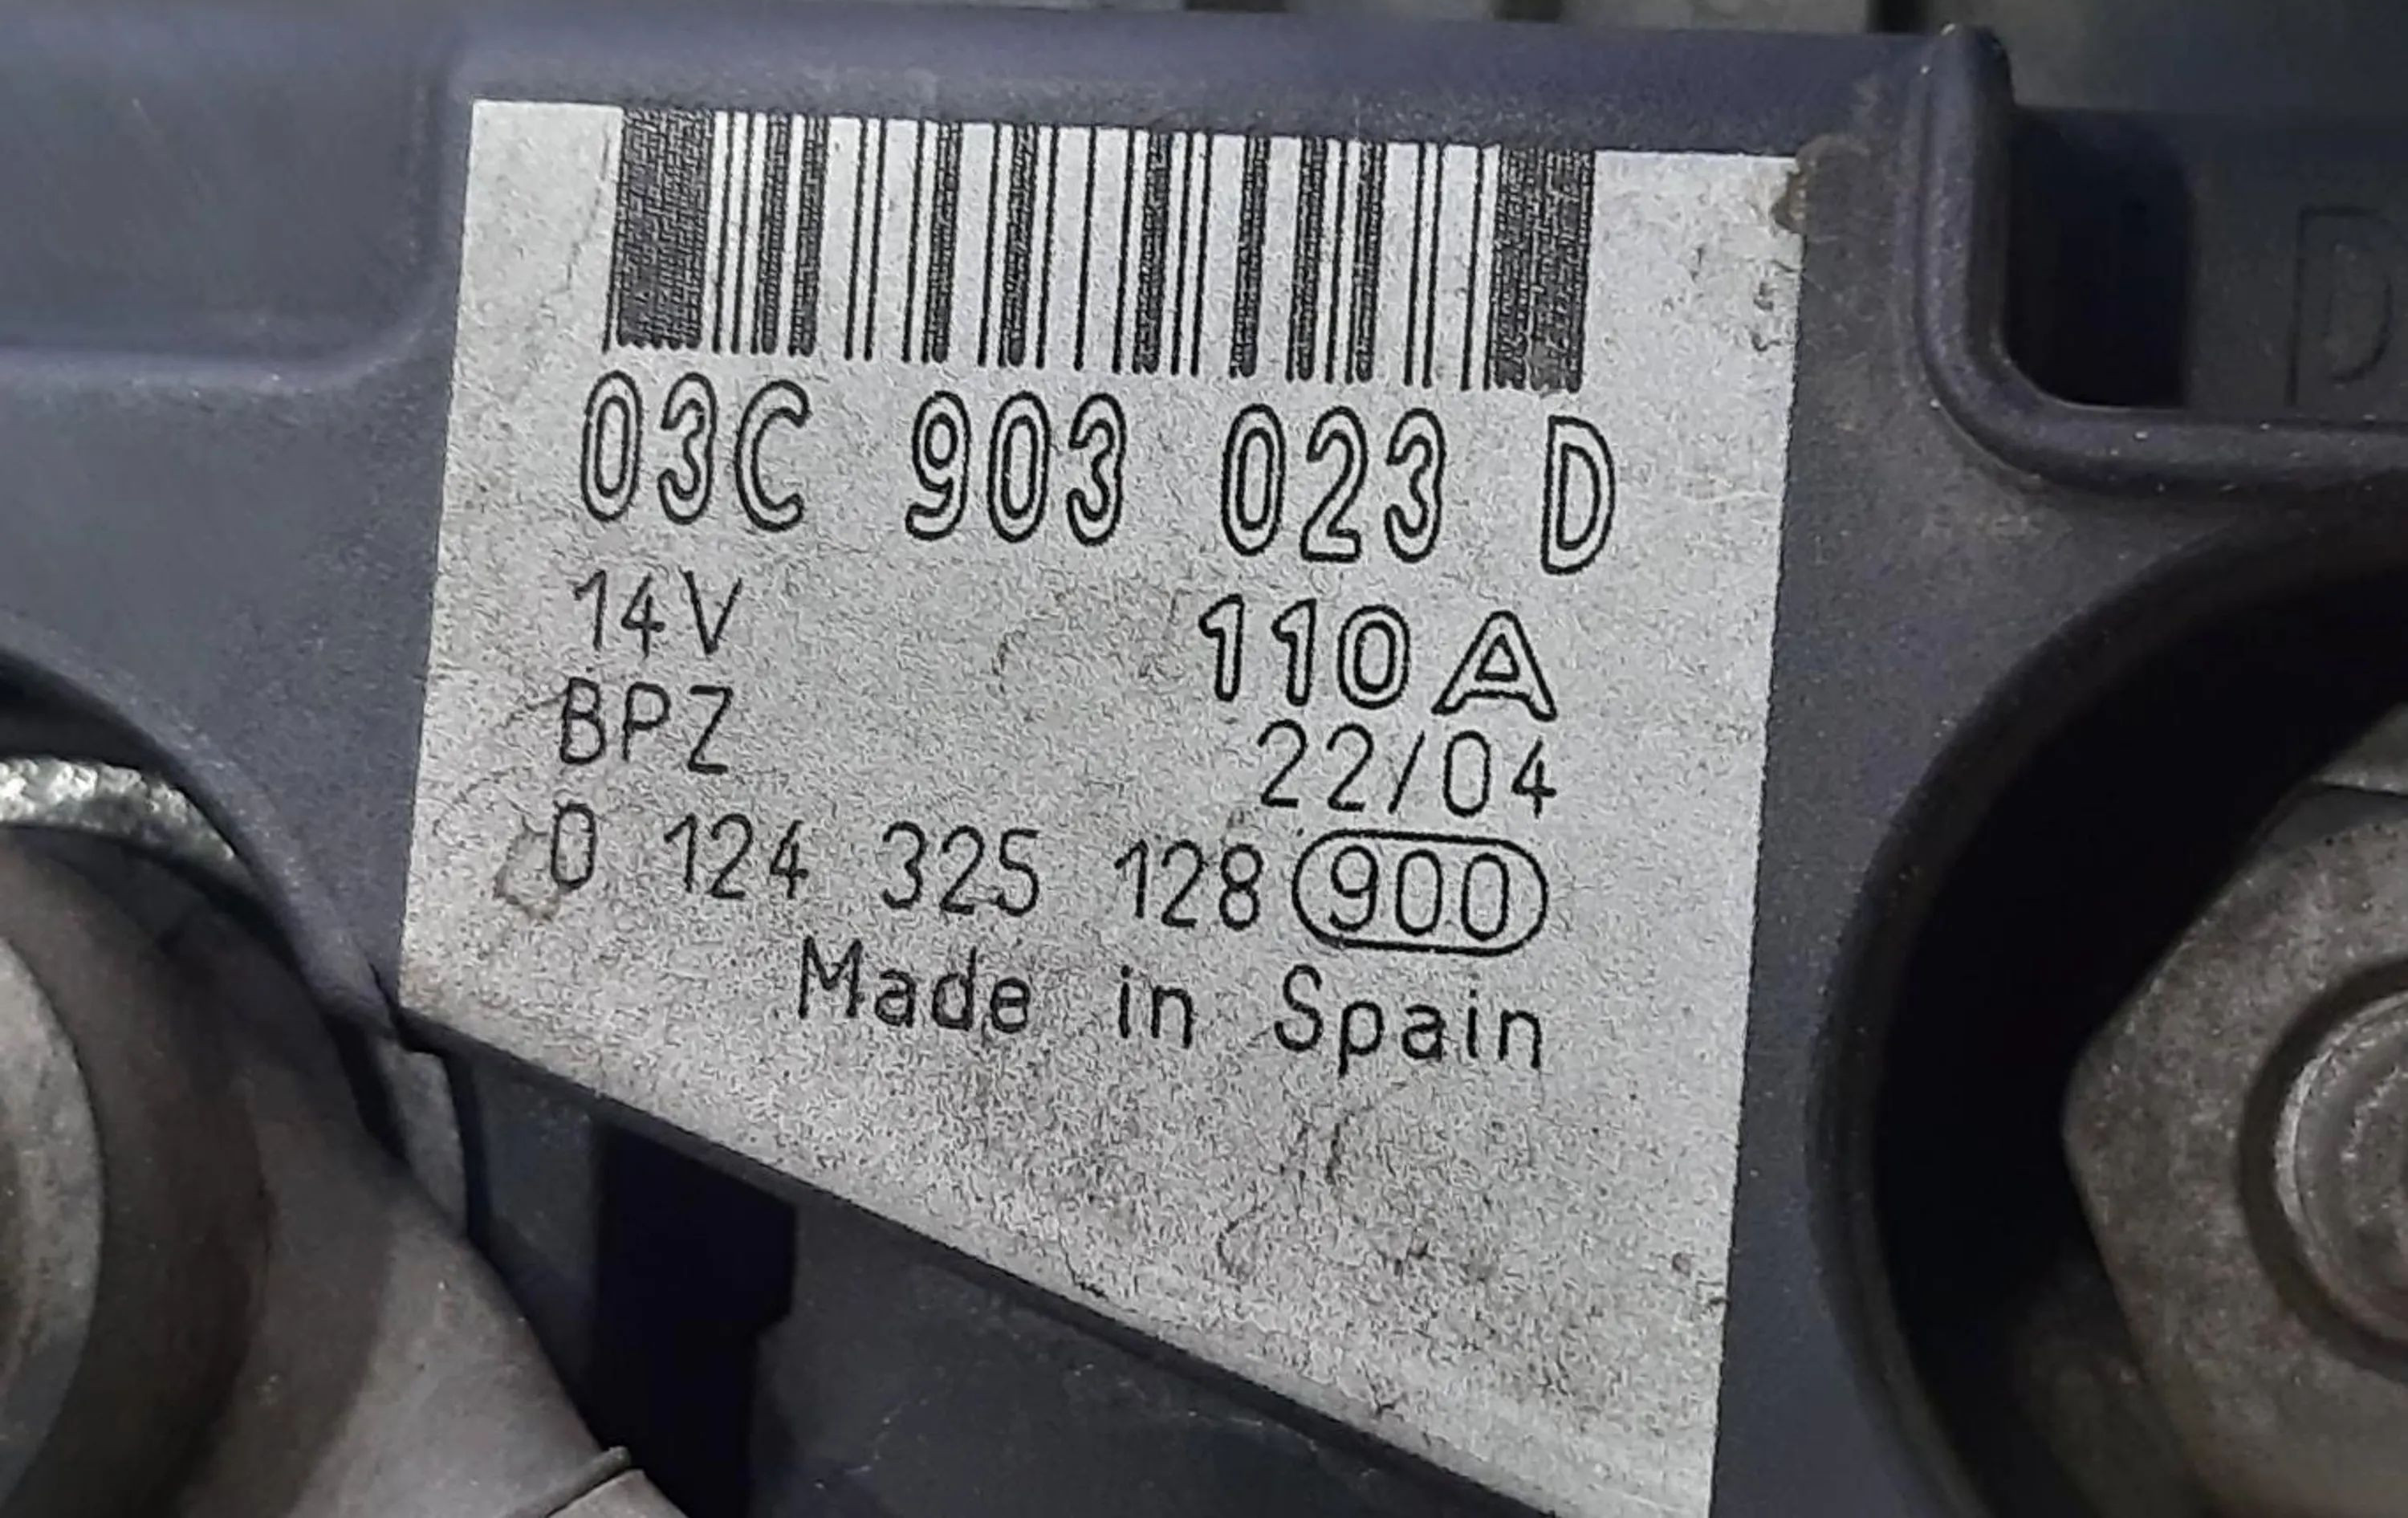 03C 903 023 D
14V 110A
BPZ 22/04
0 124 325 128 900
Made in Spain
D